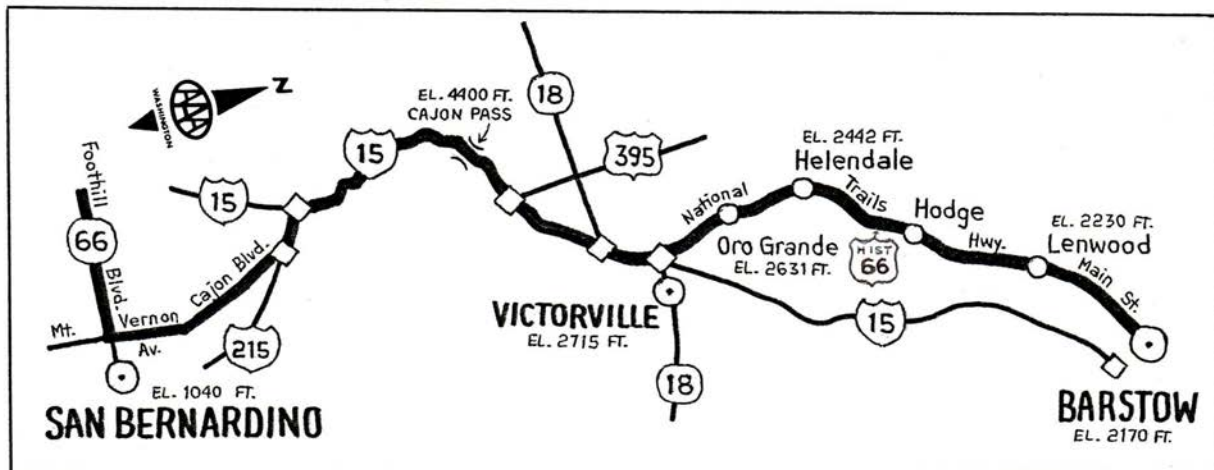 Z
WASHINGTON
Foothill
Blvd.
66
15
Mt.
Vernon
Av.
Cajon Blvd.
215
EL. 1040 FT.
SAN BERNARDINO
15
EL. 4400 FT.
CAJON PASS
18
395
VICTORVILLE
EL. 2715 FT.
18
National
Trails
Hwy.
EL. 2442 FT.
Helendale
Oro Grande
EL. 2631 FT.
HIST
66
Hodge
EL. 2230 FT.
Lenwood
Main St.
15
BARSTOW
EL. 2170 FT.